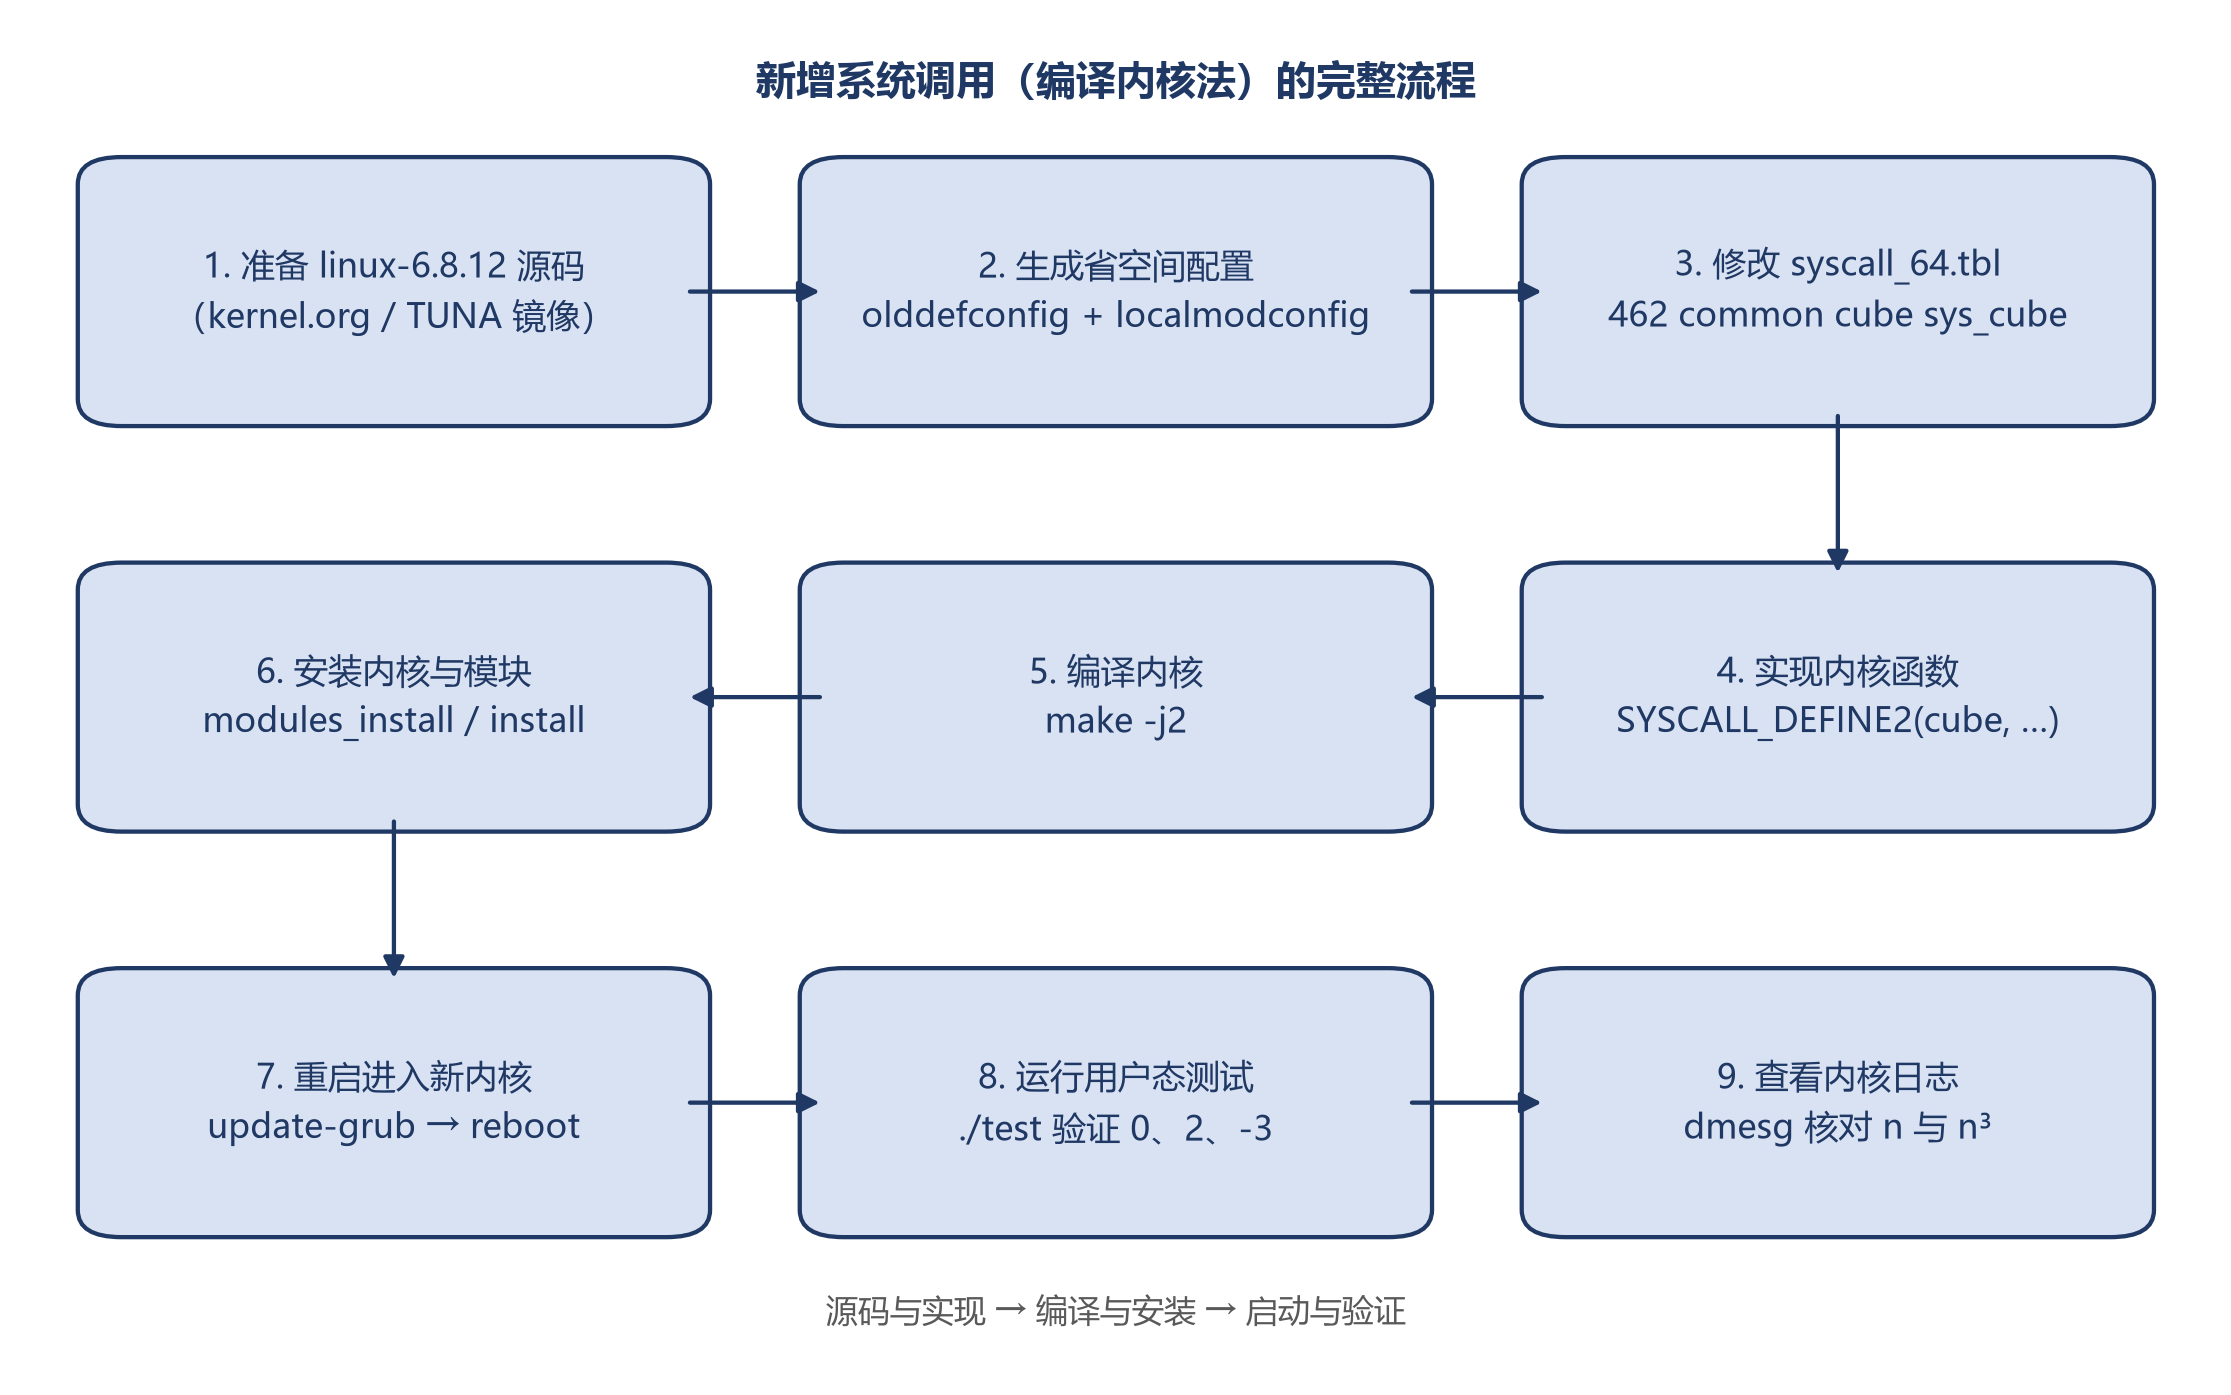 新增系统调用（编译内核法）的完整流程
1. 准备 linux-6.8.12 源码
（kernel.org / TUNA 镜像）
2. 生成省空间配置
olddefconfig + localmodconfig
3. 修改 syscall_64.tbl
462 common cube sys_cube
4. 实现内核函数
SYSCALL_DEFINE2(cube, ...)
5. 编译内核
make -j2
6. 安装内核与模块
modules_install / install
7. 重启进入新内核
update-grub → reboot
8. 运行用户态测试
./test 验证 0、2、-3
9. 查看内核日志
dmesg 核对 n 与 n³
源码与实现 → 编译与安装 → 启动与验证